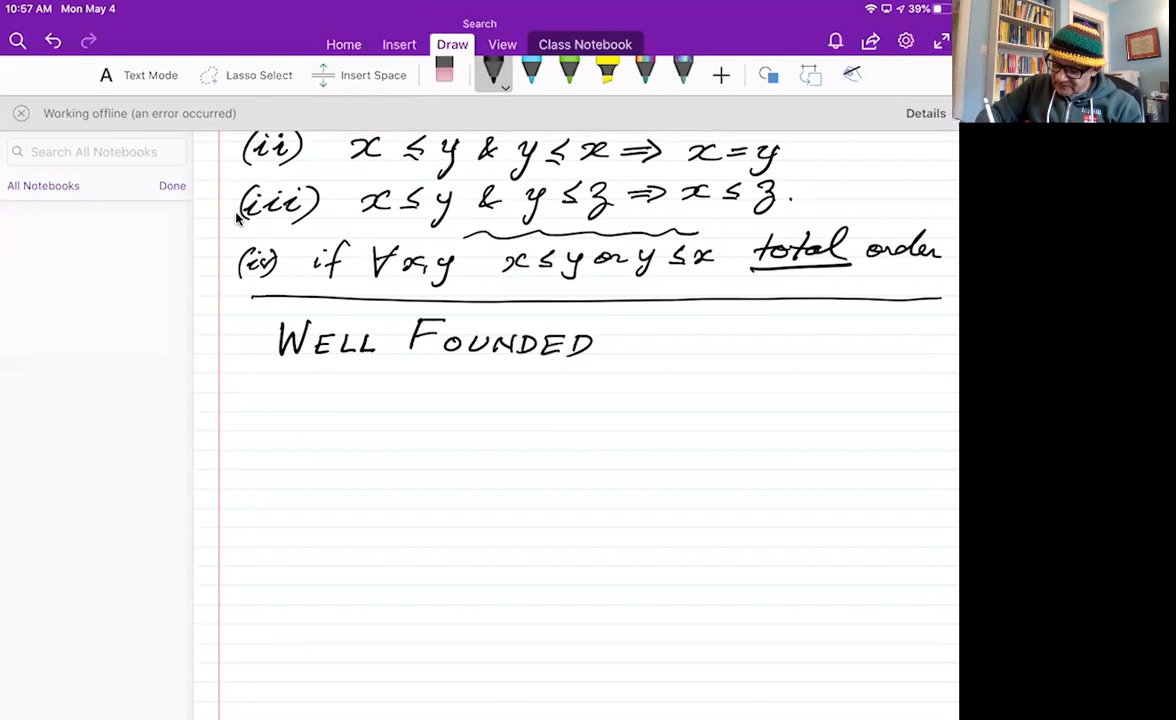 10:57 AM Mon May 4
39%
Search
Home Insert Draw View Class Notebook
A Text Mode Lasso Select Insert Space
Working offline (an error occurred) Details
Search All Notebooks
All Notebooks Done
(ii) x ≤ y & y ≤ x ⇒ x = y
(iii) x ≤ y & y ≤ z ⇒ x ≤ z.
(iv) if ∀x,y x ≤ y or y ≤ x total order
WELL FOUNDED